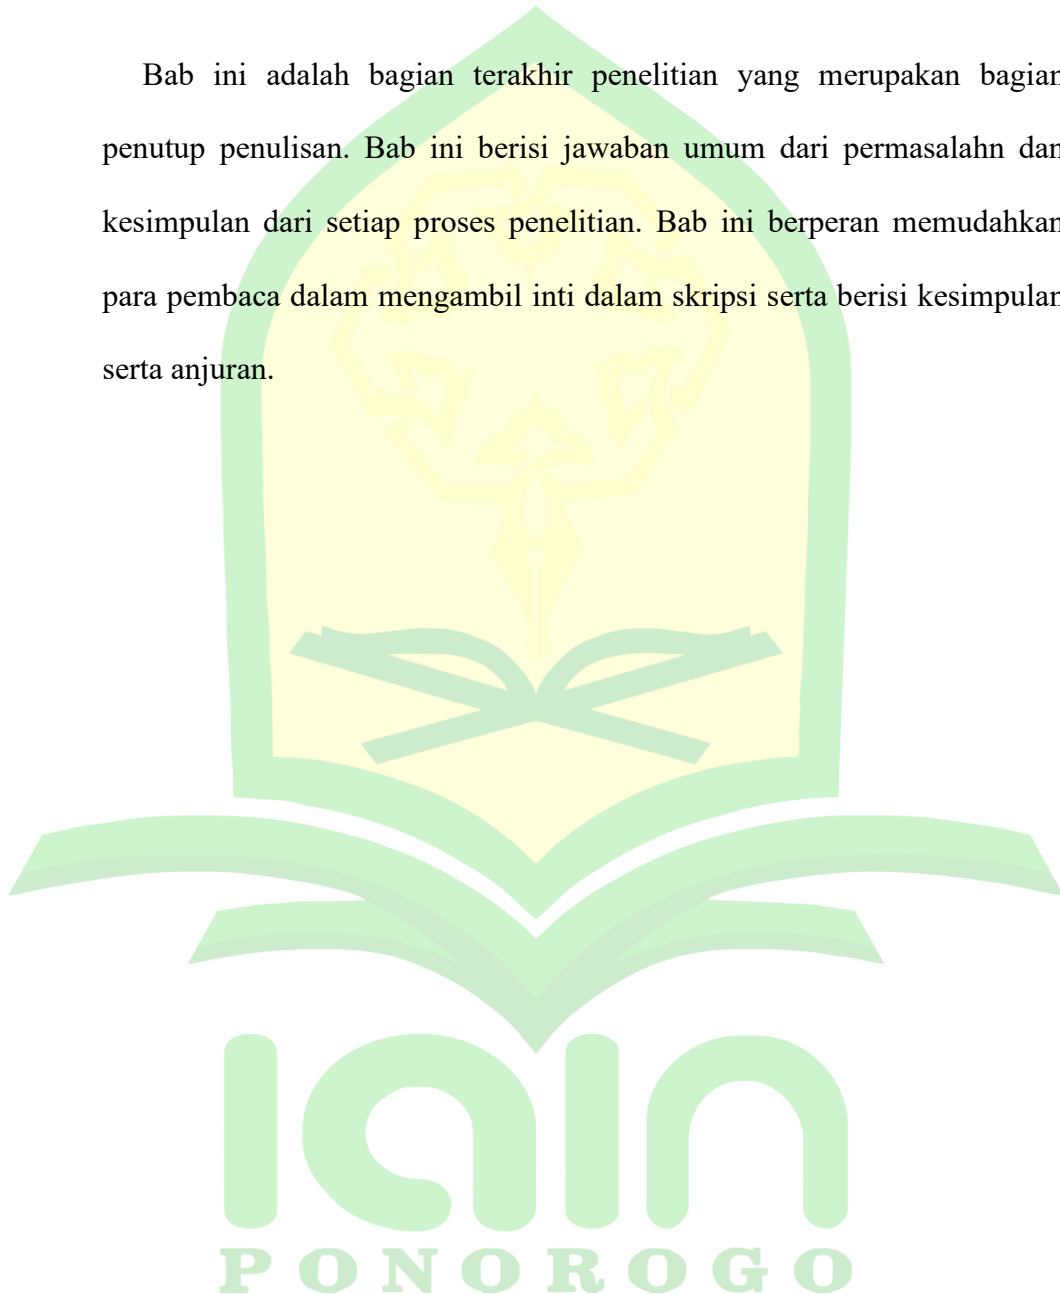 Bab ini adalah bagian terakhir penelitian yang merupakan bagian
penutup penulisan. Bab ini berisi jawaban umum dari permasalahn dan
kesimpulan dari setiap proses penelitian. Bab ini berperan memudahkan
para pembaca dalam mengambil inti dalam skripsi serta berisi kesimpulan
serta anjuran.
iain
PONOROGO